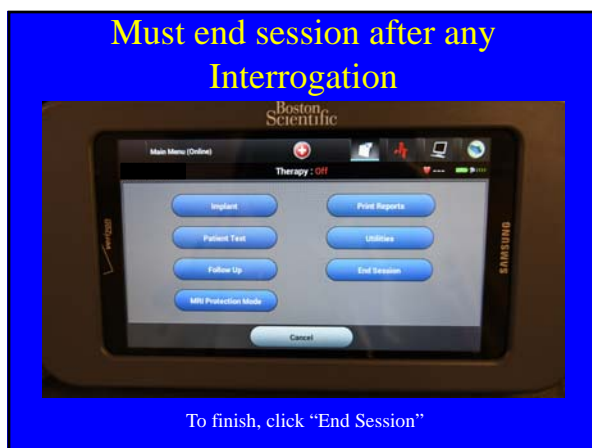 Must end session after any
Interrogation
Boston
Scientific
Main Menu (Online)
Therapy : Off
---
Implant
Print Reports
Patient Test
Utilities
Follow Up
End Session
MRI Protection Mode
Cancel
verizon
SAMSUNG
To finish, click “End Session”